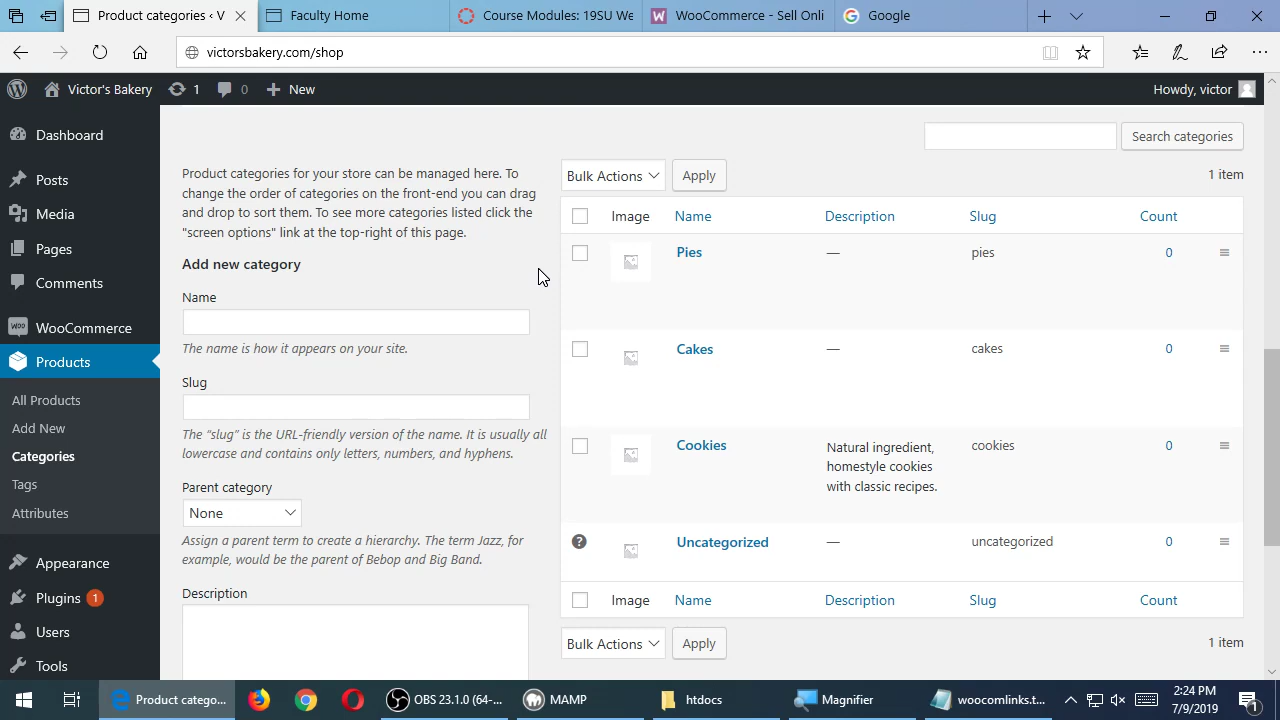 Product categories ‹ V
Faculty Home
Course Modules: 19SU We
WooCommerce - Sell Onli
Google
victorsbakery.com/shop
Victor's Bakery
1
0
New
Howdy, victor
Dashboard
Posts
Media
Pages
Comments
WooCommerce
Products
All Products
Add New
Categories
Tags
Attributes
Appearance
Plugins 1
Users
Tools
Search categories
Product categories for your store can be managed here. To
change the order of categories on the front-end you can drag
and drop to sort them. To see more categories listed click the
"screen options" link at the top-right of this page.
Add new category
Name
The name is how it appears on your site.
Slug
The “slug” is the URL-friendly version of the name. It is usually all
lowercase and contains only letters, numbers, and hyphens.
Parent category
None
Assign a parent term to create a hierarchy. The term Jazz, for
example, would be the parent of Bebop and Big Band.
Description
Bulk Actions
Apply
1 item
Image Name Description Slug Count
Pies — pies 0
Cakes — cakes 0
Cookies Natural ingredient, cookies 0
homestyle cookies
with classic recipes.
Uncategorized — uncategorized 0
Image Name Description Slug Count
Bulk Actions
Apply
1 item
Product catego...
OBS 23.1.0 (64-...
MAMP
htdocs
Magnifier
woocomlinks.t...
2:24 PM
7/9/2019
1